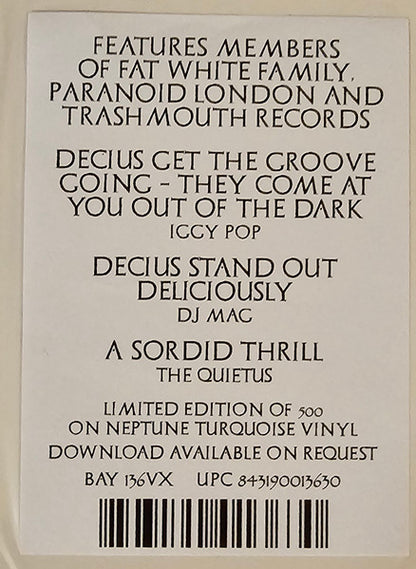 FEATURES MEMBERS
OF FAT WHITE FAMILY,
PARANOID LONDON AND
TRASHMOUTH RECORDS
DECIUS GET THE GROOVE
GOING - THEY COME AT
YOU OUT OF THE DARK
IGGY POP
DECIUS STAND OUT
DELICIOUSLY
DJ MAG
A SORDID THRILL
THE QUIETUS
LIMITED EDITION OF 500
ON NEPTUNE TURQUOISE VINYL
DOWNLOAD AVAILABLE ON REQUEST
BAY 136VX UPC 843190013630